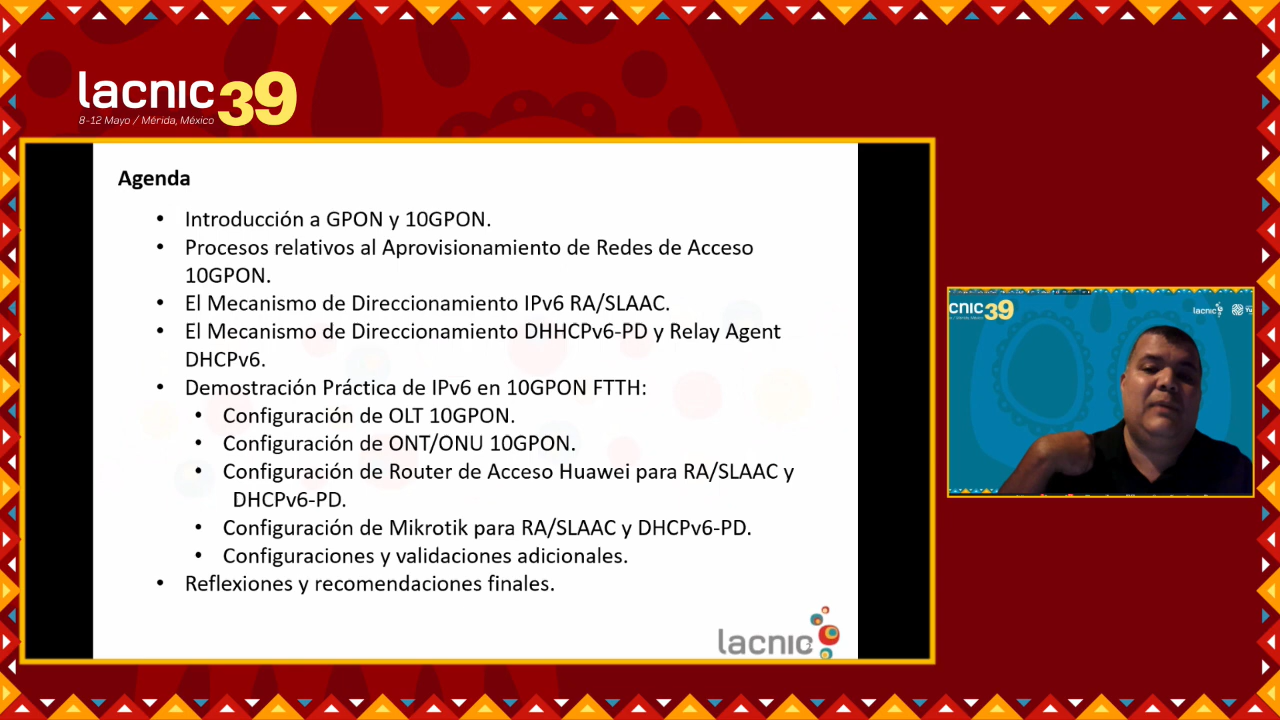 lacnic 39
8-12 Mayo / Mérida, México
Agenda
• Introducción a GPON y 10GPON.
• Procesos relativos al Aprovisionamiento de Redes de Acceso
10GPON.
• El Mecanismo de Direccionamiento IPv6 RA/SLAAC.
• El Mecanismo de Direccionamiento DHHCPv6-PD y Relay Agent
DHCPv6.
• Demostración Práctica de IPv6 en 10GPON FTTH:
• Configuración de OLT 10GPON.
• Configuración de ONT/ONU 10GPON.
• Configuración de Router de Acceso Huawei para RA/SLAAC y
DHCPv6-PD.
• Configuración de Mikrotik para RA/SLAAC y DHCPv6-PD.
• Configuraciones y validaciones adicionales.
• Reflexiones y recomendaciones finales.
lacnic
cnic39
lacnic